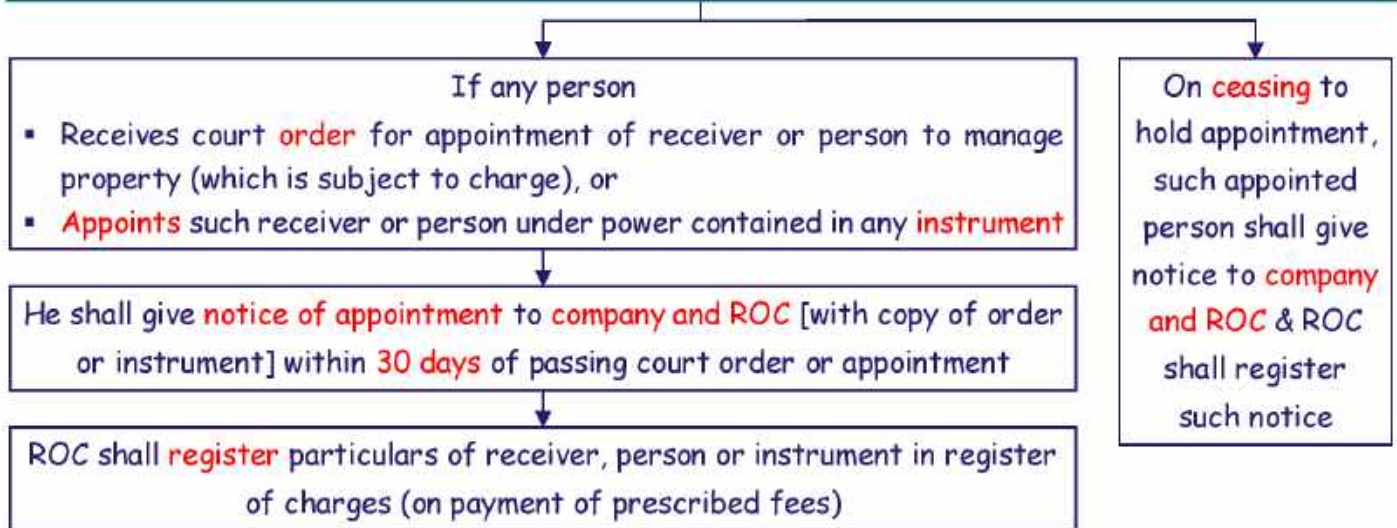 If any person
▪ Receives court order for appointment of receiver or person to manage
property (which is subject to charge), or
▪ Appoints such receiver or person under power contained in any instrument
He shall give notice of appointment to company and ROC [with copy of order
or instrument] within 30 days of passing court order or appointment
ROC shall register particulars of receiver, person or instrument in register
of charges (on payment of prescribed fees)
On ceasing to
hold appointment,
such appointed
person shall give
notice to company
and ROC & ROC
shall register
such notice